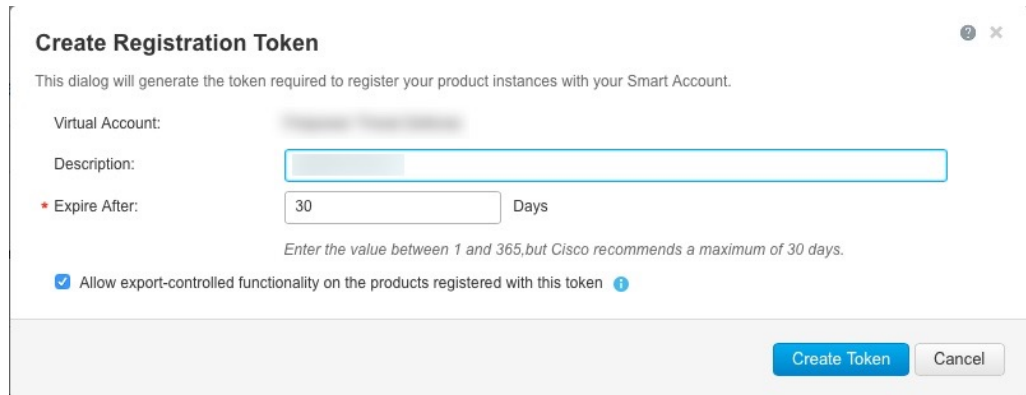 Create Registration Token
This dialog will generate the token required to register your product instances with your Smart Account.
Virtual Account:
Description:
* Expire After: 30 Days
Enter the value between 1 and 365,but Cisco recommends a maximum of 30 days.
Allow export-controlled functionality on the products registered with this token
Create Token Cancel